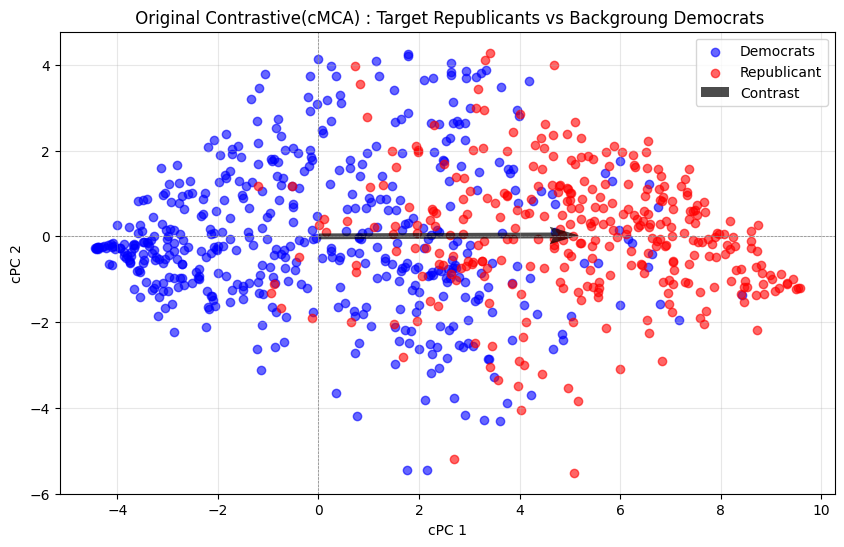 Original Contrastive(cMCA) : Target Republicants vs Backgroung Democrats
Democrats
Republicant
Contrast
cPC 2
4
2
0
−2
−4
−6
−4
−2
0
2
4
6
8
10
cPC 1